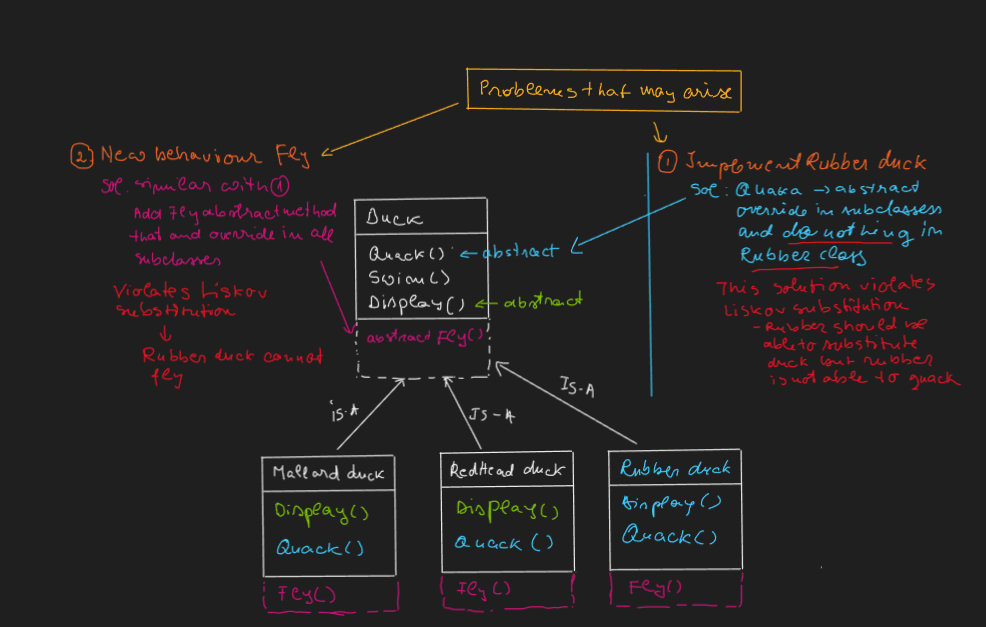 Problems that may arise
② New behaviour Fly
Sol. similar with ①
Add Fly abstract method
that and override in all
subclasses
Violates Liskov
substitution
↓
Rubber duck cannot
fly
① Implement Rubber duck
Sol: Quack → abstract
override in subclassess
and do nothing in
Rubber class
This solution violates
Liskov substitution
- Rubber should be
able to substitute
duck but rubber
is not able to quack
Duck
Quack() ← abstract
Swim()
Display() ← abstract
abstract Fly()
is-A
IS-A
IS-A
Mallard duck
Display()
Quack()
Fly()
RedHead duck
Display()
Quack()
Fly()
Rubber duck
Display()
Quack()
Fly()